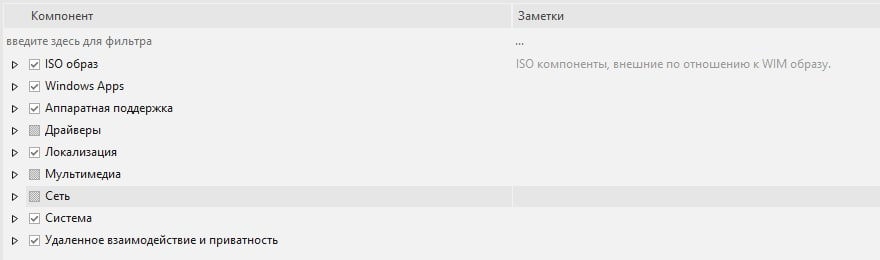 Компонент Заметки
введите здесь для фильтра ...
ISO образ ISO компоненты, внешние по отношению к WIM образу.
Windows Apps
Аппаратная поддержка
Драйверы
Локализация
Мультимедиа
Сеть
Система
Удаленное взаимодействие и приватность